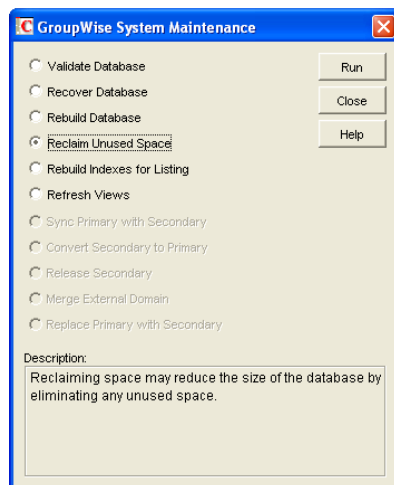 GroupWise System Maintenance
Validate Database
Run
Recover Database
Close
Rebuild Database
Help
Reclaim Unused Space
Rebuild Indexes for Listing
Refresh Views
Sync Primary with Secondary
Convert Secondary to Primary
Release Secondary
Merge External Domain
Replace Primary with Secondary
Description:
Reclaiming space may reduce the size of the database by
eliminating any unused space.